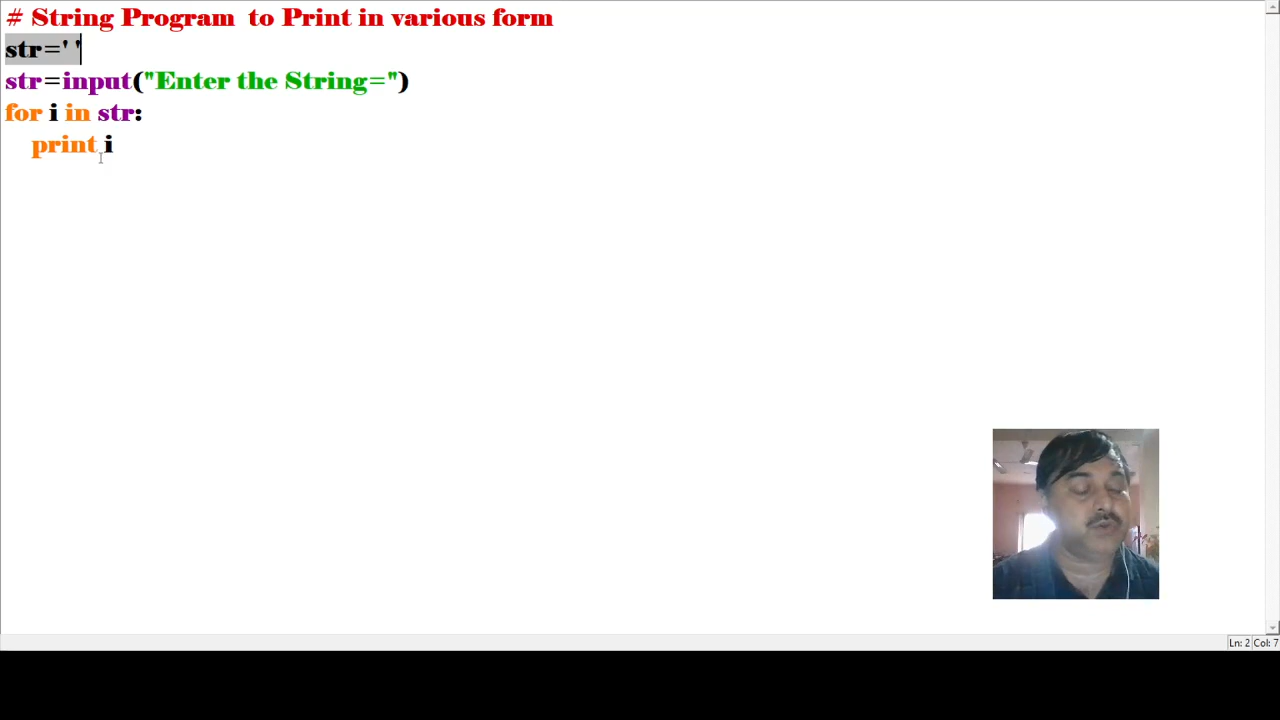 # String Program  to Print in various form
str=' '
str=input("Enter the String=")
for i in str:
    print i
Ln: 2 Col: 7